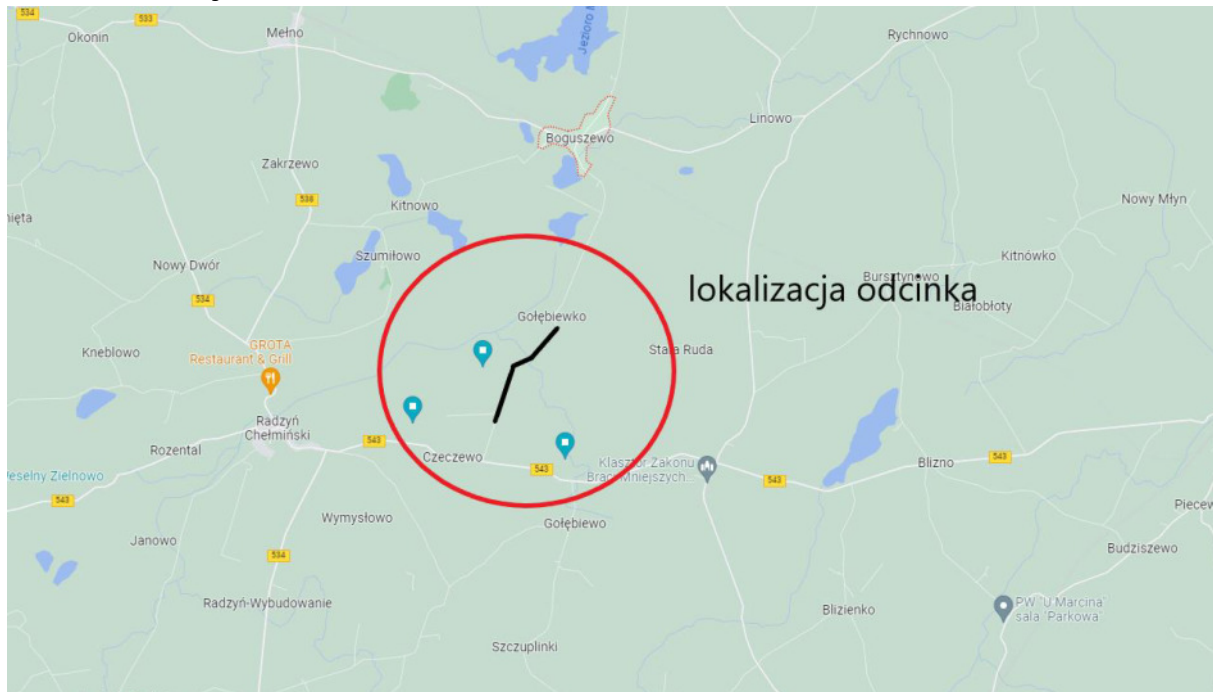 534
533
Okonin
Mełno
Jezioro M
Rychnowo
Linowo
Boguszewo
Zakrzewo
538
Kitnowo
Nowy Młyn
nięta
Szumiłowo
Kitnówko
Nowy Dwór
lokalizacja odcinka
Bursztynowo
534
Białobłoty
Gołębiewko
GROTA
Restaurant & Grill
Kneblowo
Stara Ruda
Radzyń
Chełmiński
543
Rozental
Czeczewo
543
Klasztor Zakonu
Braci Mniejszych...
Blizno
543
543
Weselny Zielnowo
543
Piecew
Wymysłowo
Gołębiewo
Janowo
534
Budziszewo
Radzyń-Wybudowanie
Blizienko
PW "U Marcina"
sala "Parkowa"
Szczuplinki